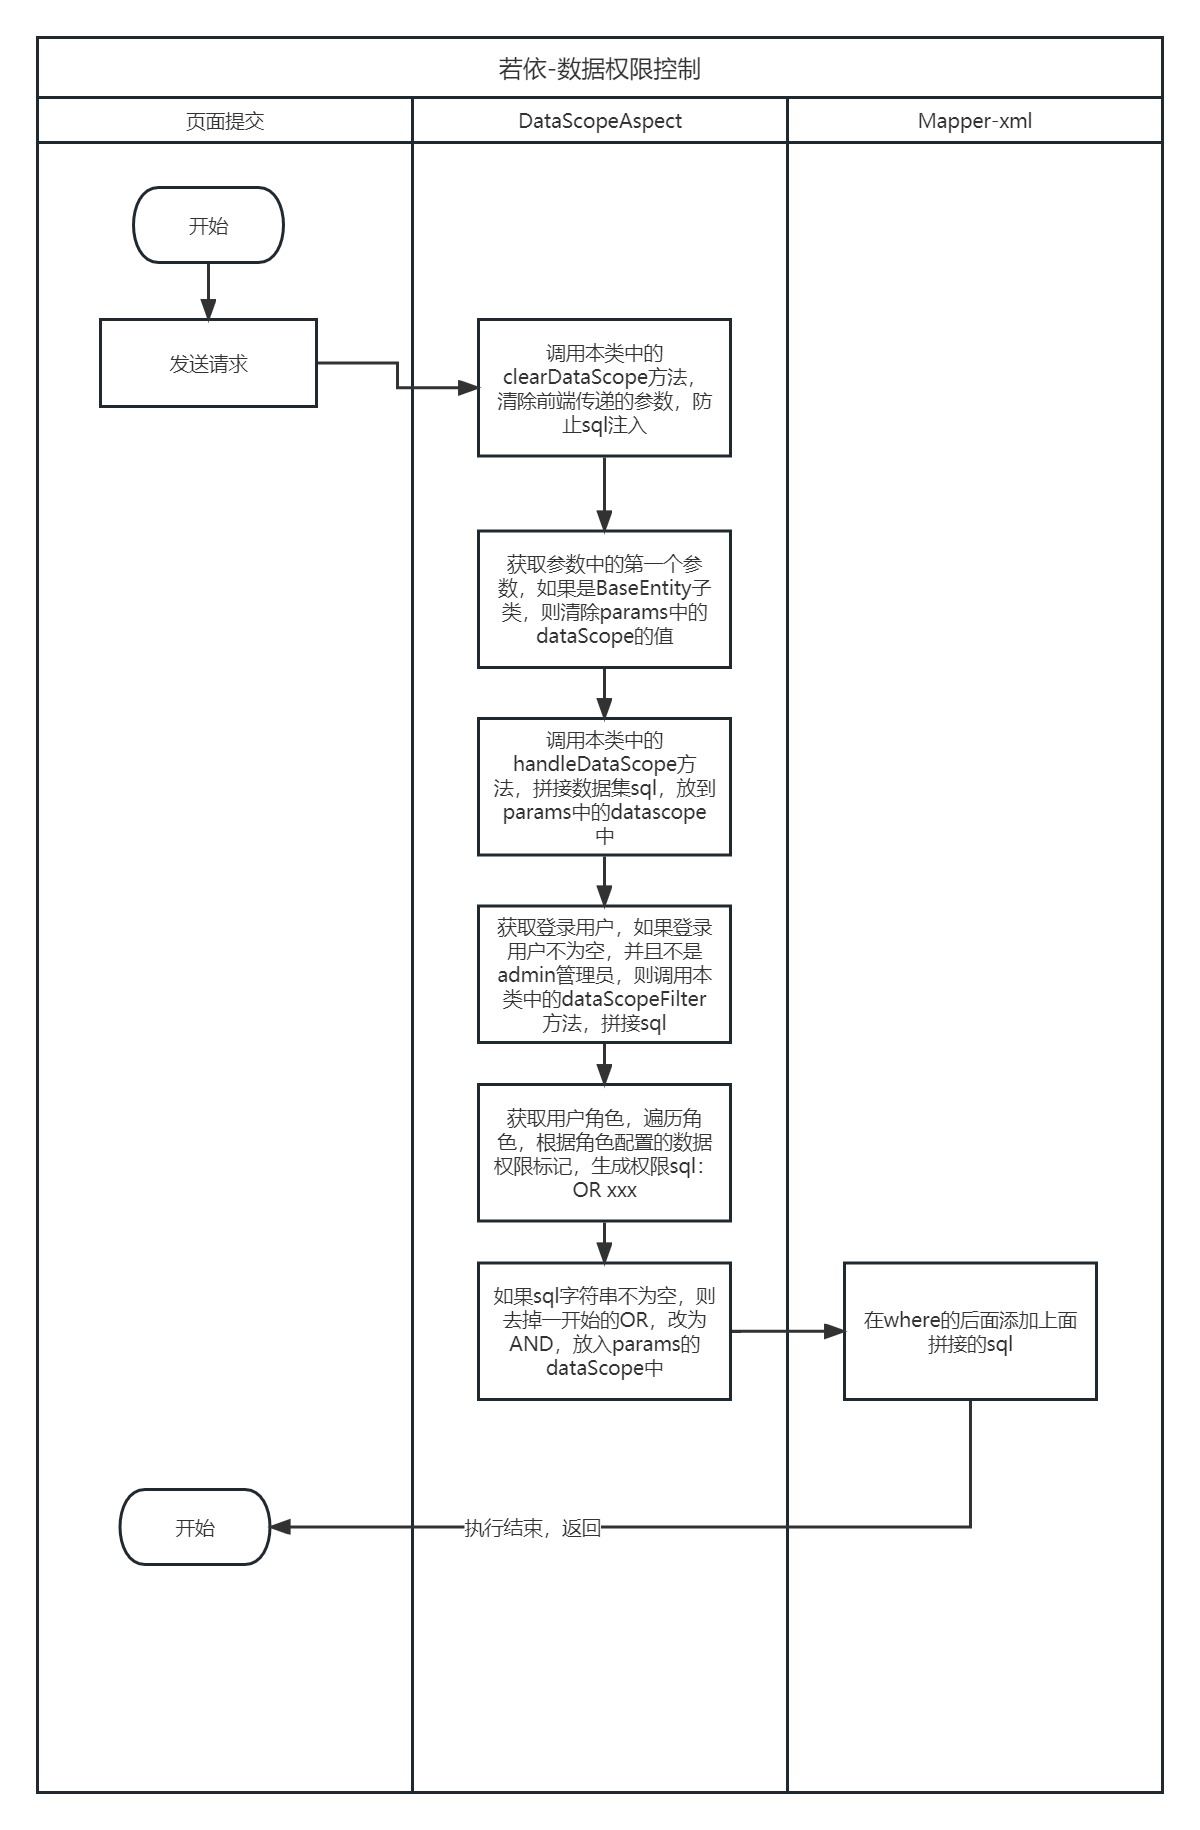 若依-数据权限控制
页面提交
DataScopeAspect
Mapper-xml
开始
发送请求
调用本类中的
clearDataScope方法，
清除前端传递的参数，防
止sql注入
获取参数中的第一个参
数，如果是BaseEntity子
类，则清除params中的
dataScope的值
调用本类中的
handleDataScope方
法，拼接数据集sql，放到
params中的datascope
中
获取登录用户，如果登录
用户不为空，并且不是
admin管理员，则调用本
类中的dataScopeFilter
方法，拼接sql
获取用户角色，遍历角
色，根据角色配置的数据
权限标记，生成权限sql：
OR xxx
如果sql字符串不为空，则
去掉一开始的OR，改为
AND，放入params的
dataScope中
在where的后面添加上面
拼接的sql
执行结束，返回
开始